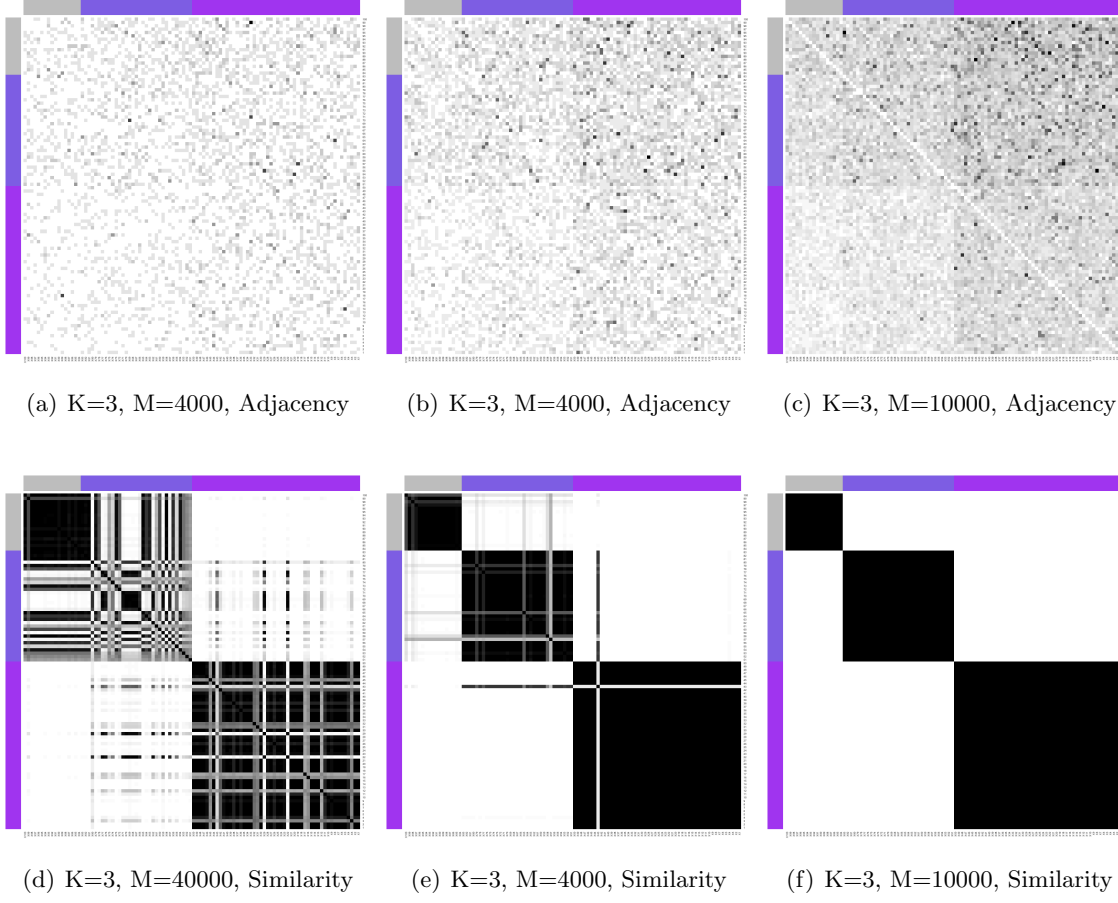 (a) K=3, M=4000, Adjacency
(b) K=3, M=4000, Adjacency
(c) K=3, M=10000, Adjacency
(d) K=3, M=40000, Similarity
(e) K=3, M=4000, Similarity
(f) K=3, M=10000, Similarity